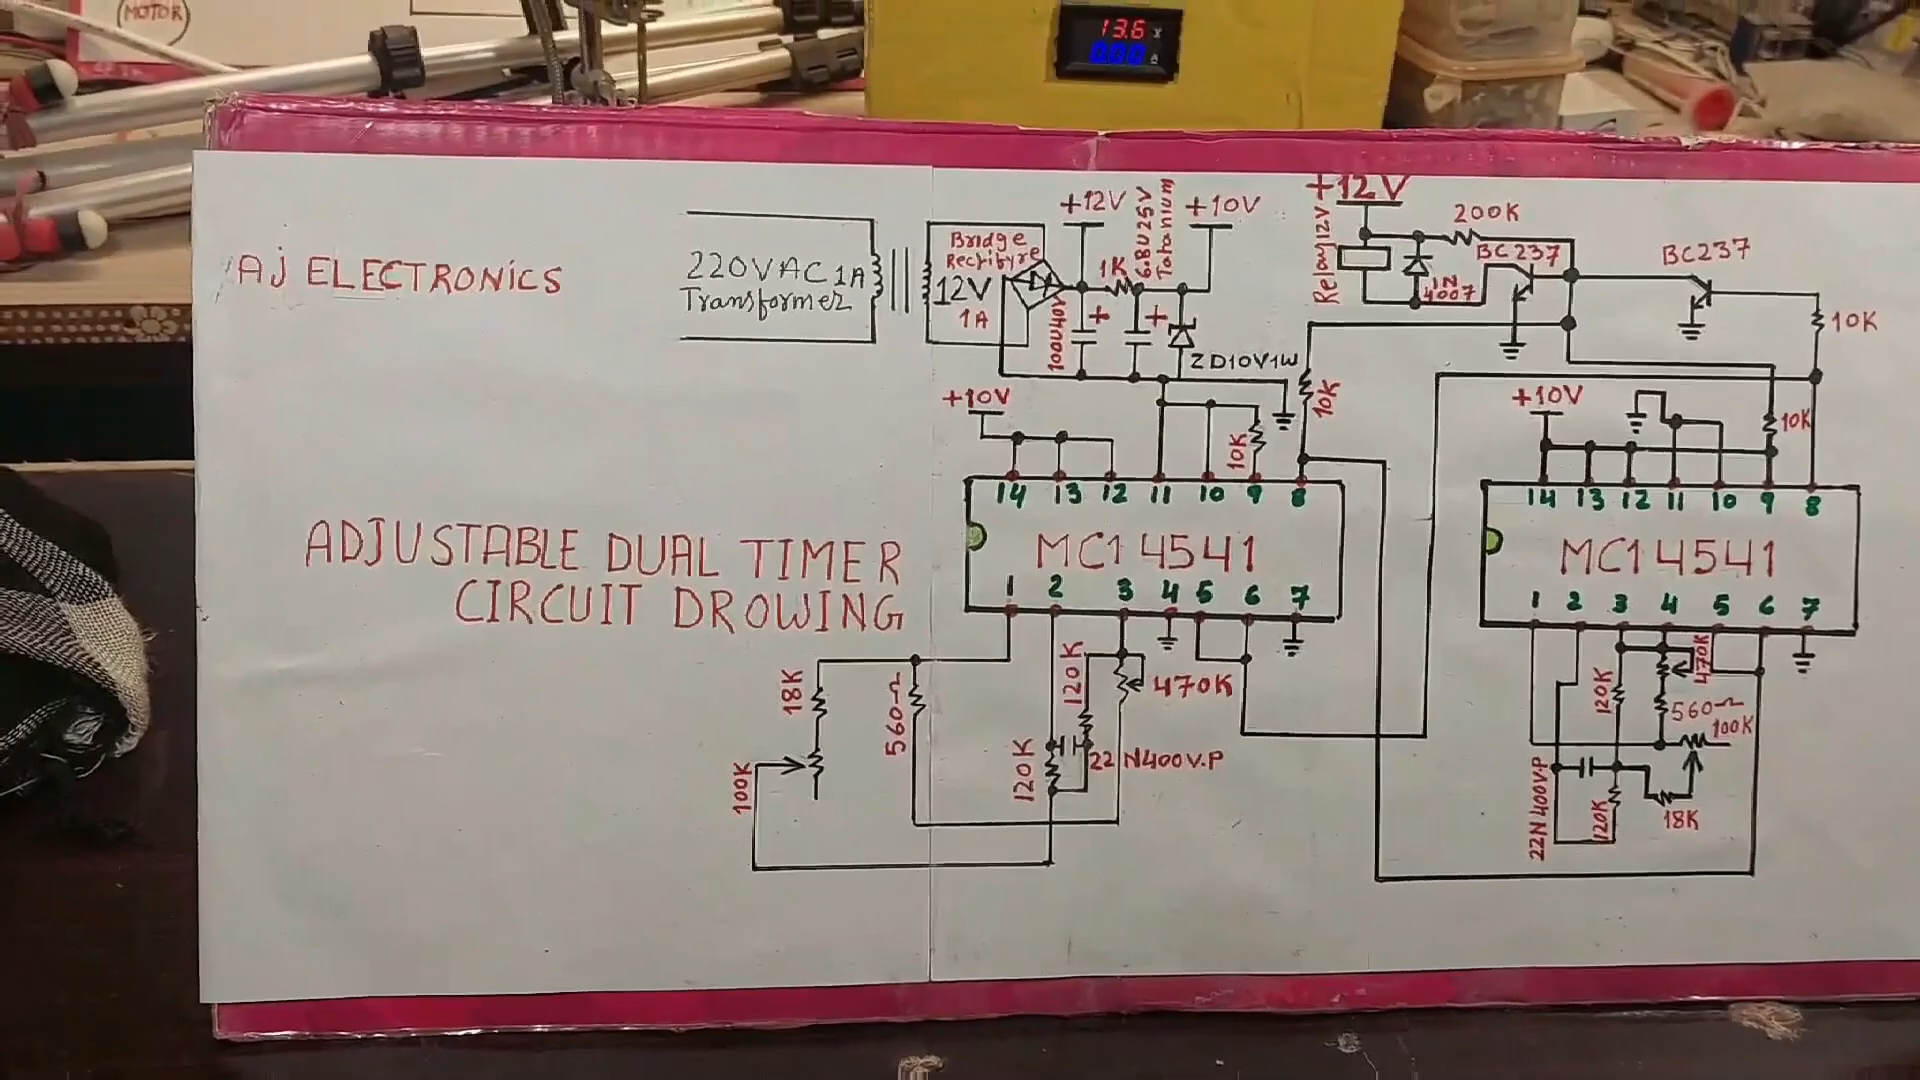 MOTOR
13.6 V
0.00 A
AJ ELECTRONICS
ADJUSTABLE DUAL TIMER
CIRCUIT DROWING
220VAC 1A
Transformer
Bridge
Rectifyre
12V
1A
+12V
1K
6.8U25V
Totanium
+10V
100U40V
ZD10V1W
+10V
10K
10K
14 13 12 11 10 9 8
MC14541
1 2 3 4 5 6 7
18K
100K
560Ω
120K
470K
120K
22N400V.P
+12V
Relay12V
200K
1N
4007
BC237
BC237
10K
+10V
10K
14 13 12 11 10 9 8
MC14541
1 2 3 4 5 6 7
120K
470K
560Ω
100K
22N400V.P
120K
18K